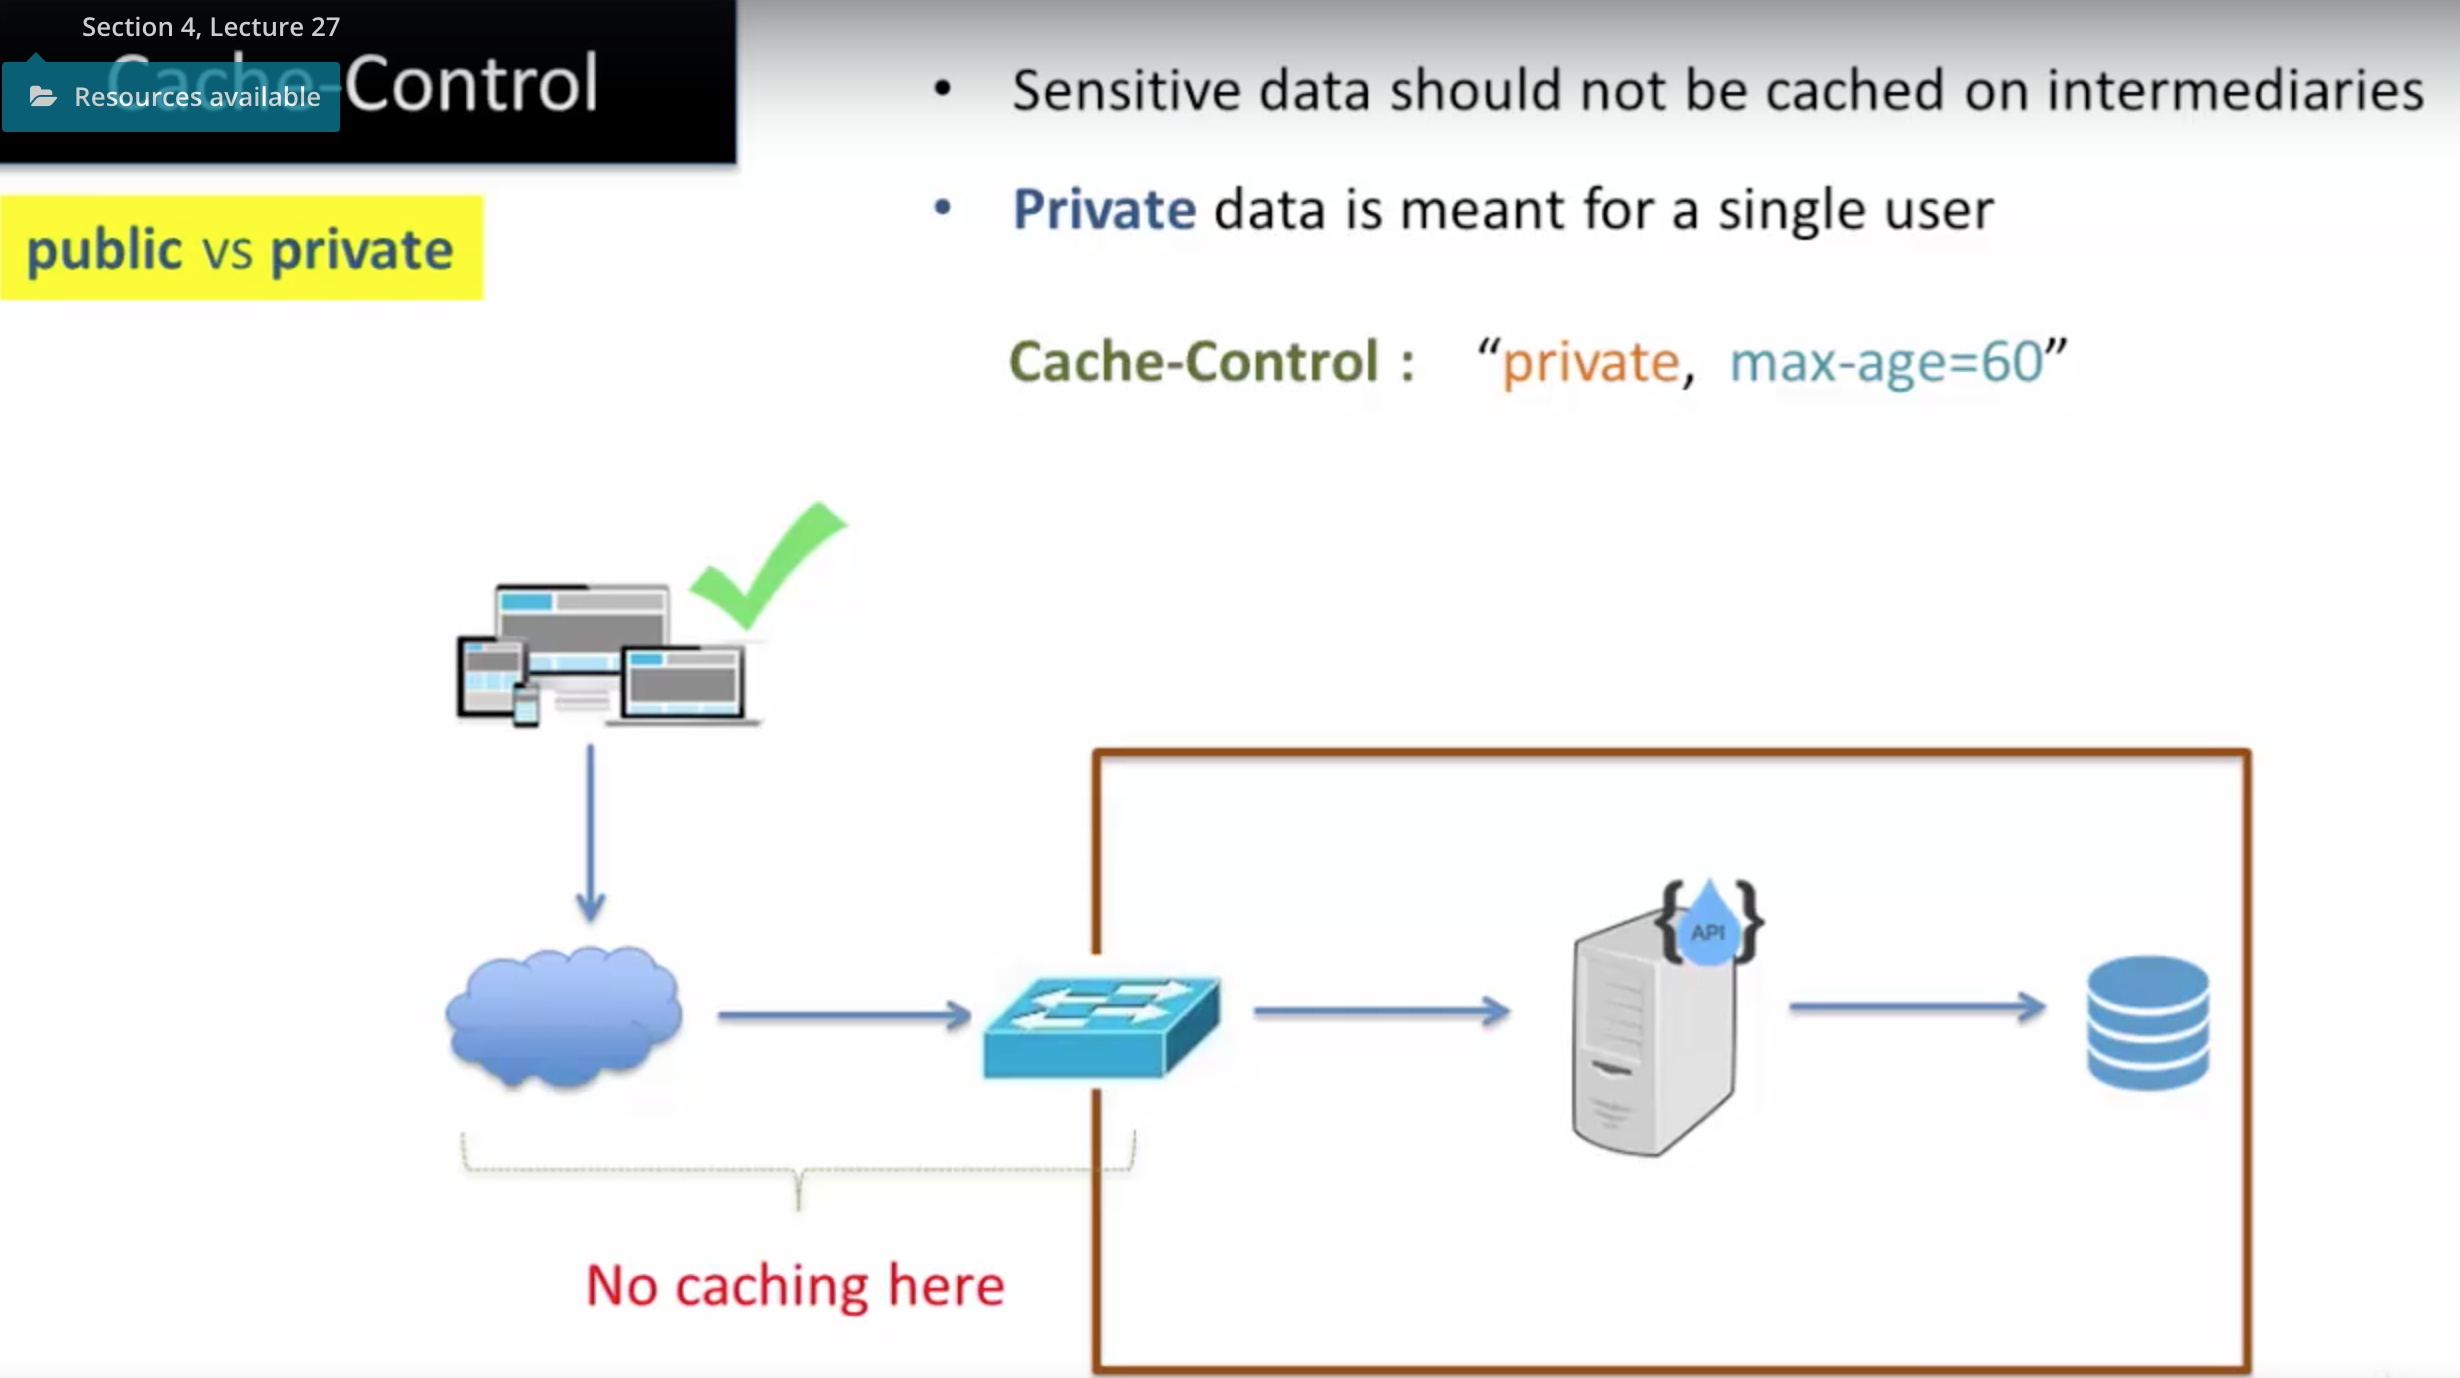 Section 4, Lecture 27
Cache-Control
Resources available
• Sensitive data should not be cached on intermediaries
public vs private
• Private data is meant for a single user
Cache-Control : “private, max-age=60”
{API}
No caching here